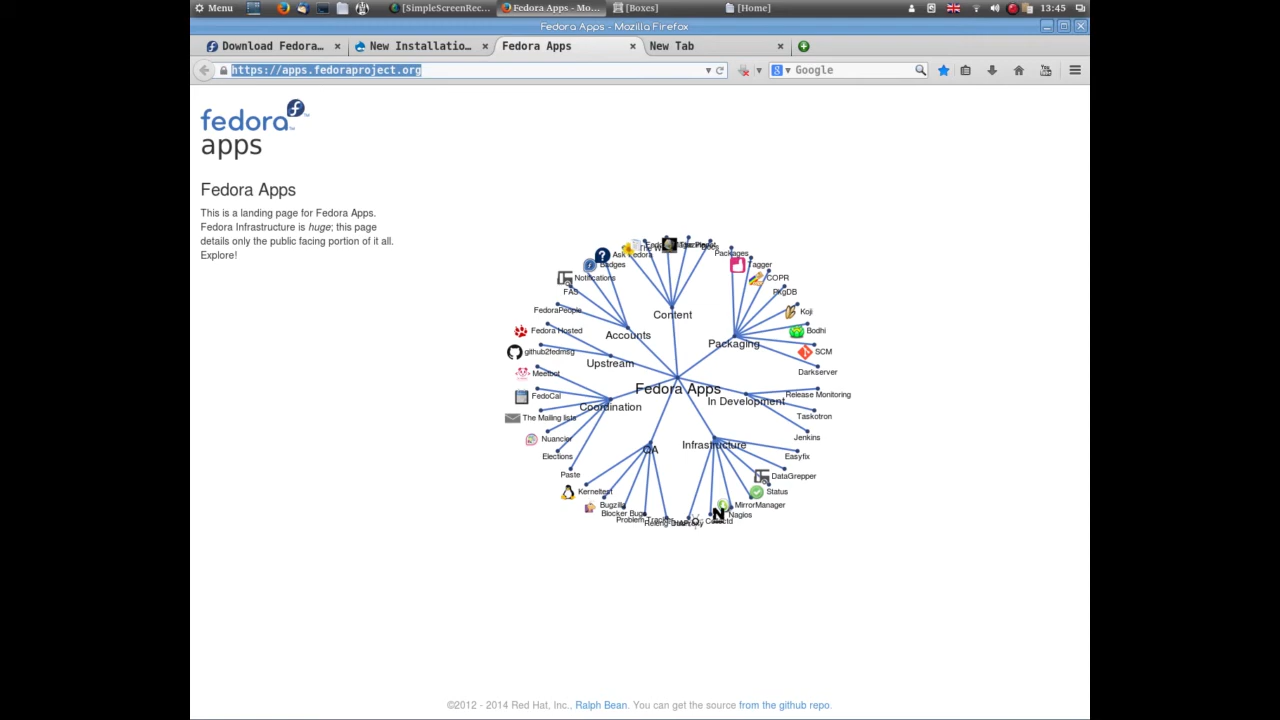 Menu
[SimpleScreenRec...
Firefox
Fedora Apps - Mo...
[Boxes]
[Home]
13:45
Fedora Apps - Mozilla Firefox
Download Fedora...
New Installatio...
Fedora Apps
New Tab
https://apps.fedoraproject.org
Google
fedora
apps
Fedora Apps
This is a landing page for Fedora Apps.
Fedora Infrastructure is huge; this page
details only the public facing portion of it all.
Explore!
Packages
Ask Fedora
Tagger
Badges
COPR
Notifications
FAS
PkgDB
FedoraPeople
Koji
Content
Fedora Hosted
Bodhi
Accounts
Packaging
github2fedmsg
SCM
Upstream
Meetbot
Darkserver
Fedora Apps
FedoCal
Release Monitoring
In Development
Coordination
The Mailing lists
Taskotron
Nuancier
Jenkins
Infrastructure
QA
Elections
Easyfix
Paste
DataGrepper
Kerneltest
Status
Bugzilla
MirrorManager
Blocker Bugs
Nagios
Problem Tracker
Collectd
©2012 - 2014 Red Hat, Inc., Ralph Bean. You can get the source from the github repo.